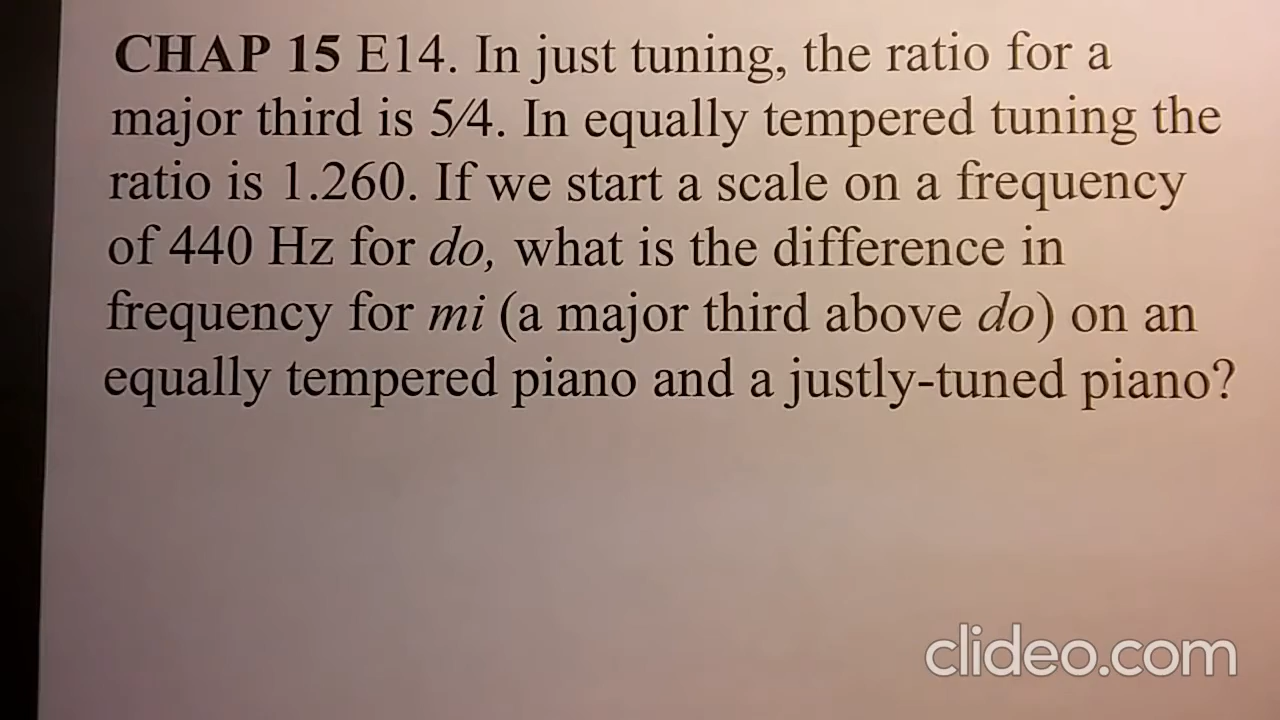 CHAP 15 E14. In just tuning, the ratio for a
major third is 5⁄4. In equally tempered tuning the
ratio is 1.260. If we start a scale on a frequency
of 440 Hz for do, what is the difference in
frequency for mi (a major third above do) on an
equally tempered piano and a justly-tuned piano?
clideo.com